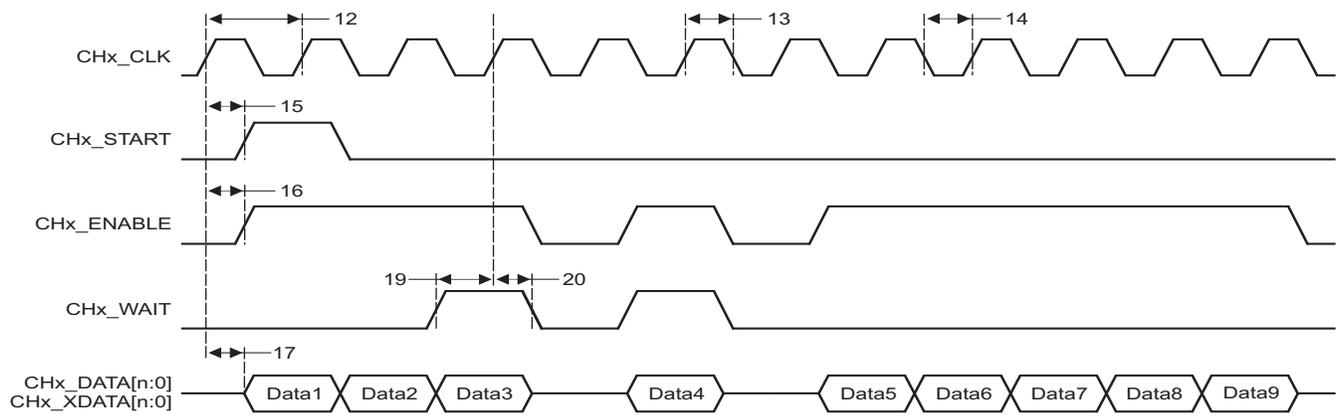 12
13
14
CHx_CLK
15
CHx_START
16
CHx_ENABLE
19
20
CHx_WAIT
17
CHx_DATA[n:0]
CHx_XDATA[n:0]
Data1 Data2 Data3 Data4 Data5 Data6 Data7 Data8 Data9